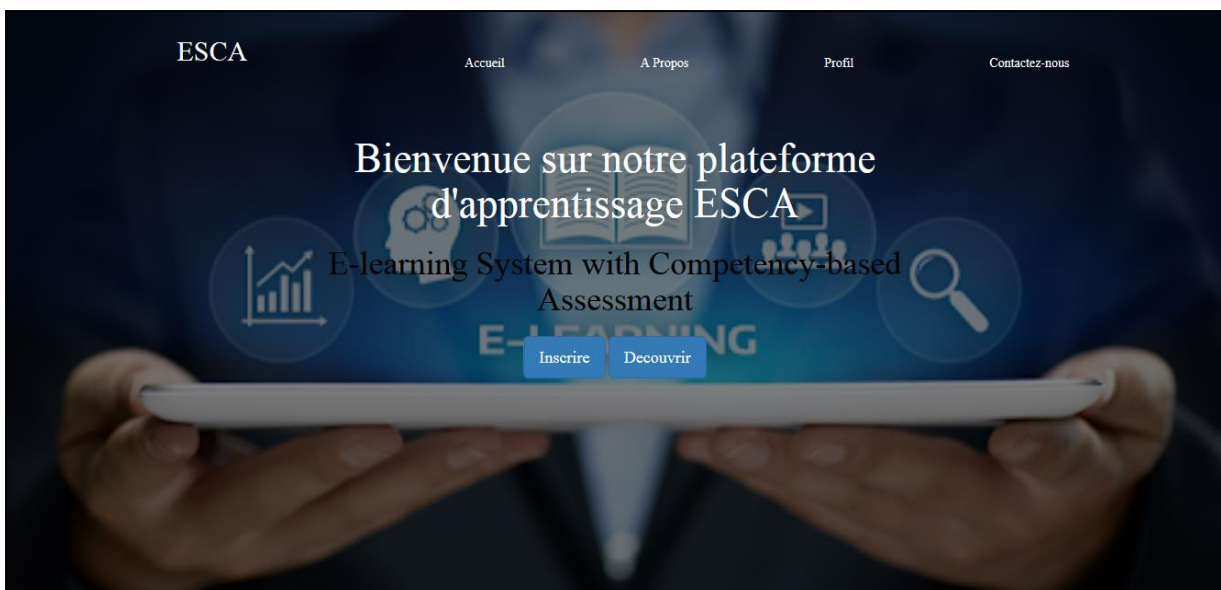 ESCA
Accueil
A Propos
Profil
Contactez-nous
Bienvenue sur notre plateforme
d'apprentissage ESCA
E-learning System with Competency-based
Assessment
E-LEARNING
Inscrire
Decouvrir